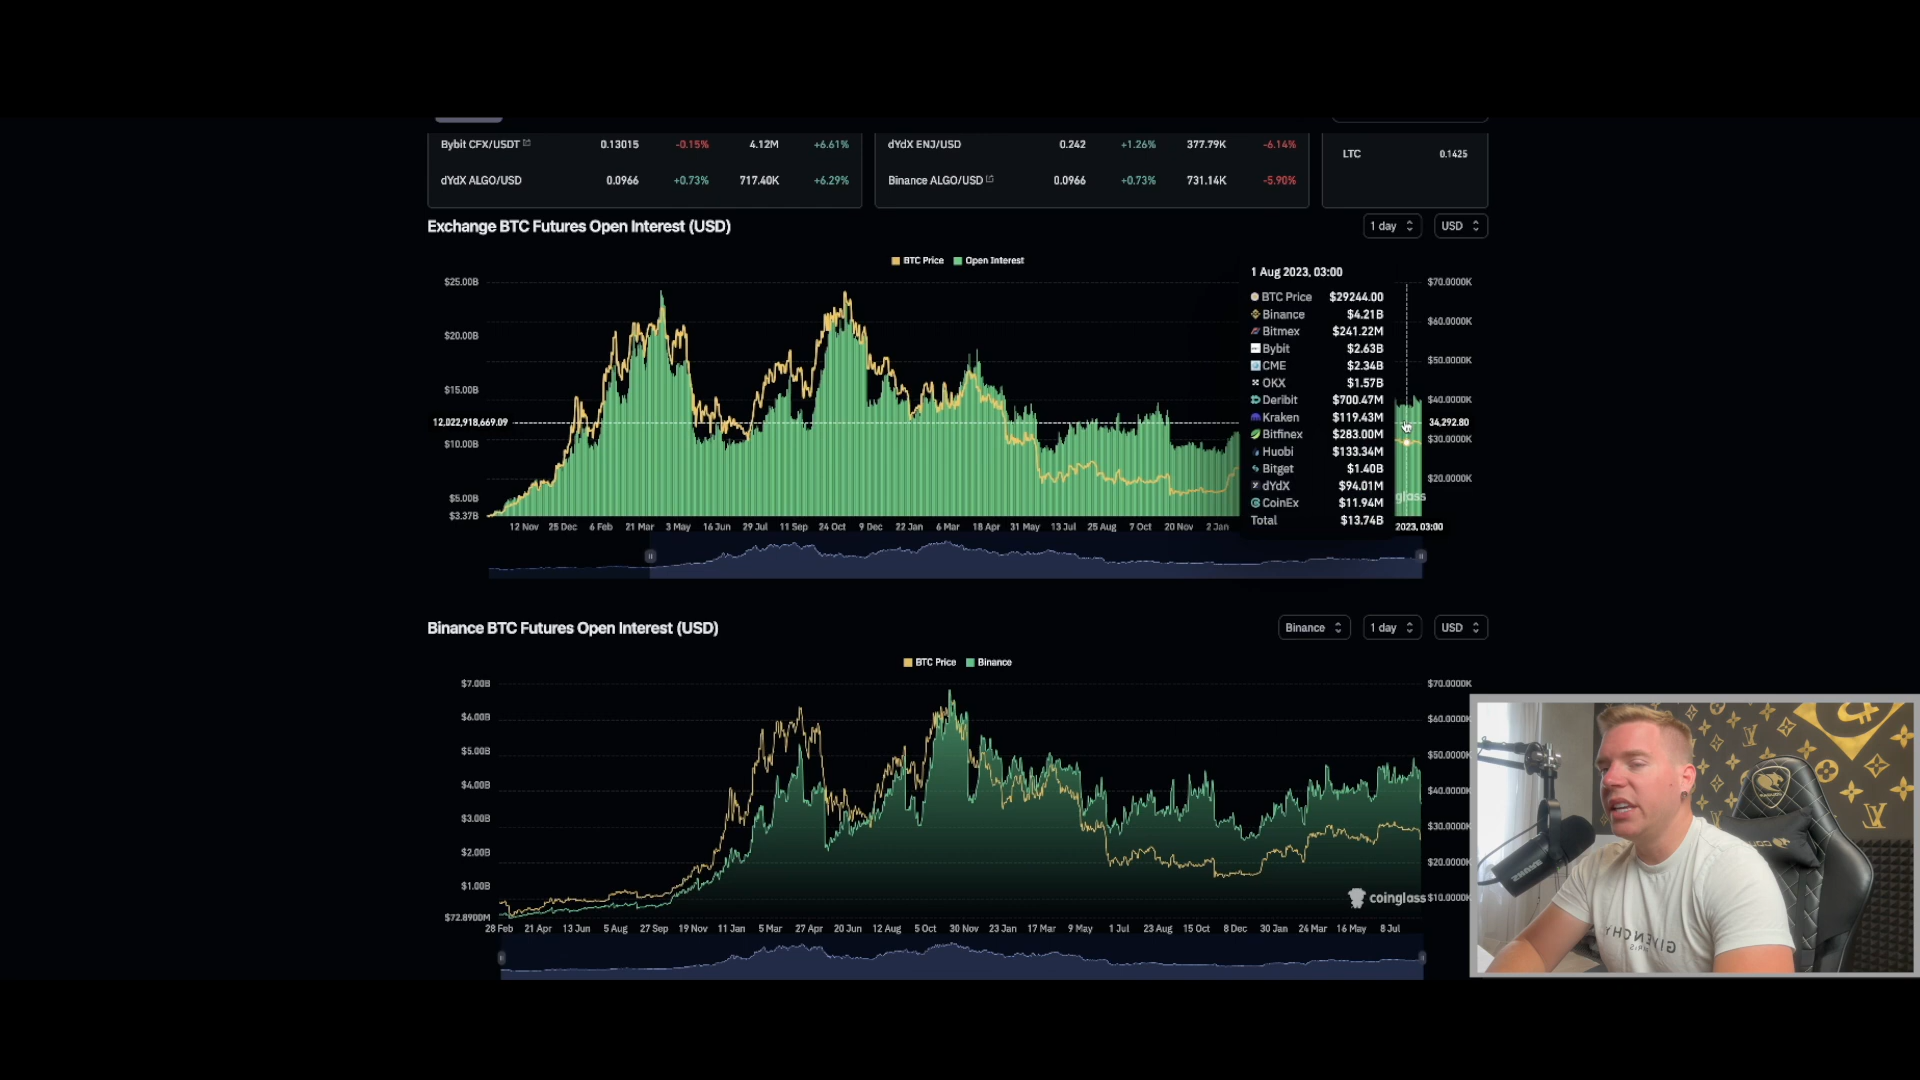 Bybit CFX/USDT 0.13015 -0.15% 4.12M +6.61%
dYdX ALGO/USD 0.0966 +0.73% 717.40K +6.29%
dYdX ENJ/USD 0.242 +1.26% 377.79K -6.14%
Binance ALGO/USD 0.0966 +0.73% 731.14K -5.90%
LTC 0.1425
Exchange BTC Futures Open Interest (USD)
1 day USD
BTC Price Open Interest
$25.00B
$20.00B
$15.00B
12,022,918,669.09
$10.00B
$5.00B
$3.37B
12 Nov 25 Dec 6 Feb 21 Mar 3 May 16 Jun 29 Jul 11 Sep 24 Oct 9 Dec 22 Jan 6 Mar 18 Apr 31 May 13 Jul 25 Aug 7 Oct 20 Nov 2 Jan
1 Aug 2023, 03:00
BTC Price $29244.00
Binance $4.21B
Bitmex $241.22M
Bybit $2.63B
CME $2.34B
OKX $1.57B
Deribit $700.47M
Kraken $119.43M
Bitfinex $283.00M
Huobi $133.34M
Bitget $1.40B
dYdX $94.01M
CoinEx $11.94M
Total $13.74B
$70.0000K
$60.0000K
$50.0000K
$40.0000K
34,292.80
$30.0000K
$20.0000K
glass
2023, 03:00
Binance BTC Futures Open Interest (USD)
Binance 1 day USD
BTC Price Binance
$7.00B
$6.00B
$5.00B
$4.00B
$3.00B
$2.00B
$1.00B
$72.8900M
$70.0000K
$60.0000K
$50.0000K
$40.0000K
$30.0000K
$20.0000K
$10.0000K
coinglass
28 Feb 21 Apr 13 Jun 5 Aug 27 Sep 19 Nov 11 Jan 5 Mar 27 Apr 20 Jun 12 Aug 5 Oct 30 Nov 23 Jan 17 Mar 9 May 1 Jul 23 Aug 15 Oct 8 Dec 30 Jan 24 Mar 16 May 8 Jul
GIVENCHY